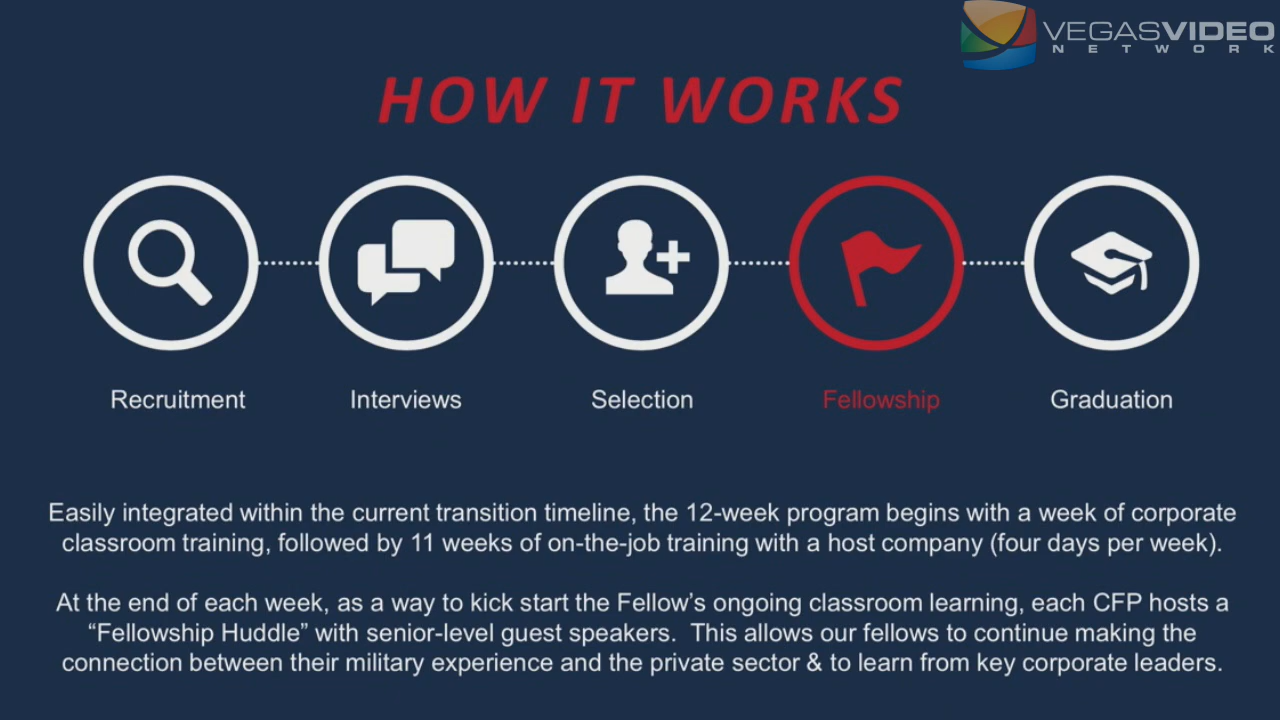 VEGASVIDEO
NETWORK
HOW IT WORKS
Recruitment
Interviews
Selection
Fellowship
Graduation
Easily integrated within the current transition timeline, the 12-week program begins with a week of corporate
classroom training, followed by 11 weeks of on-the-job training with a host company (four days per week).
At the end of each week, as a way to kick start the Fellow’s ongoing classroom learning, each CFP hosts a
“Fellowship Huddle” with senior-level guest speakers.  This allows our fellows to continue making the
connection between their military experience and the private sector & to learn from key corporate leaders.